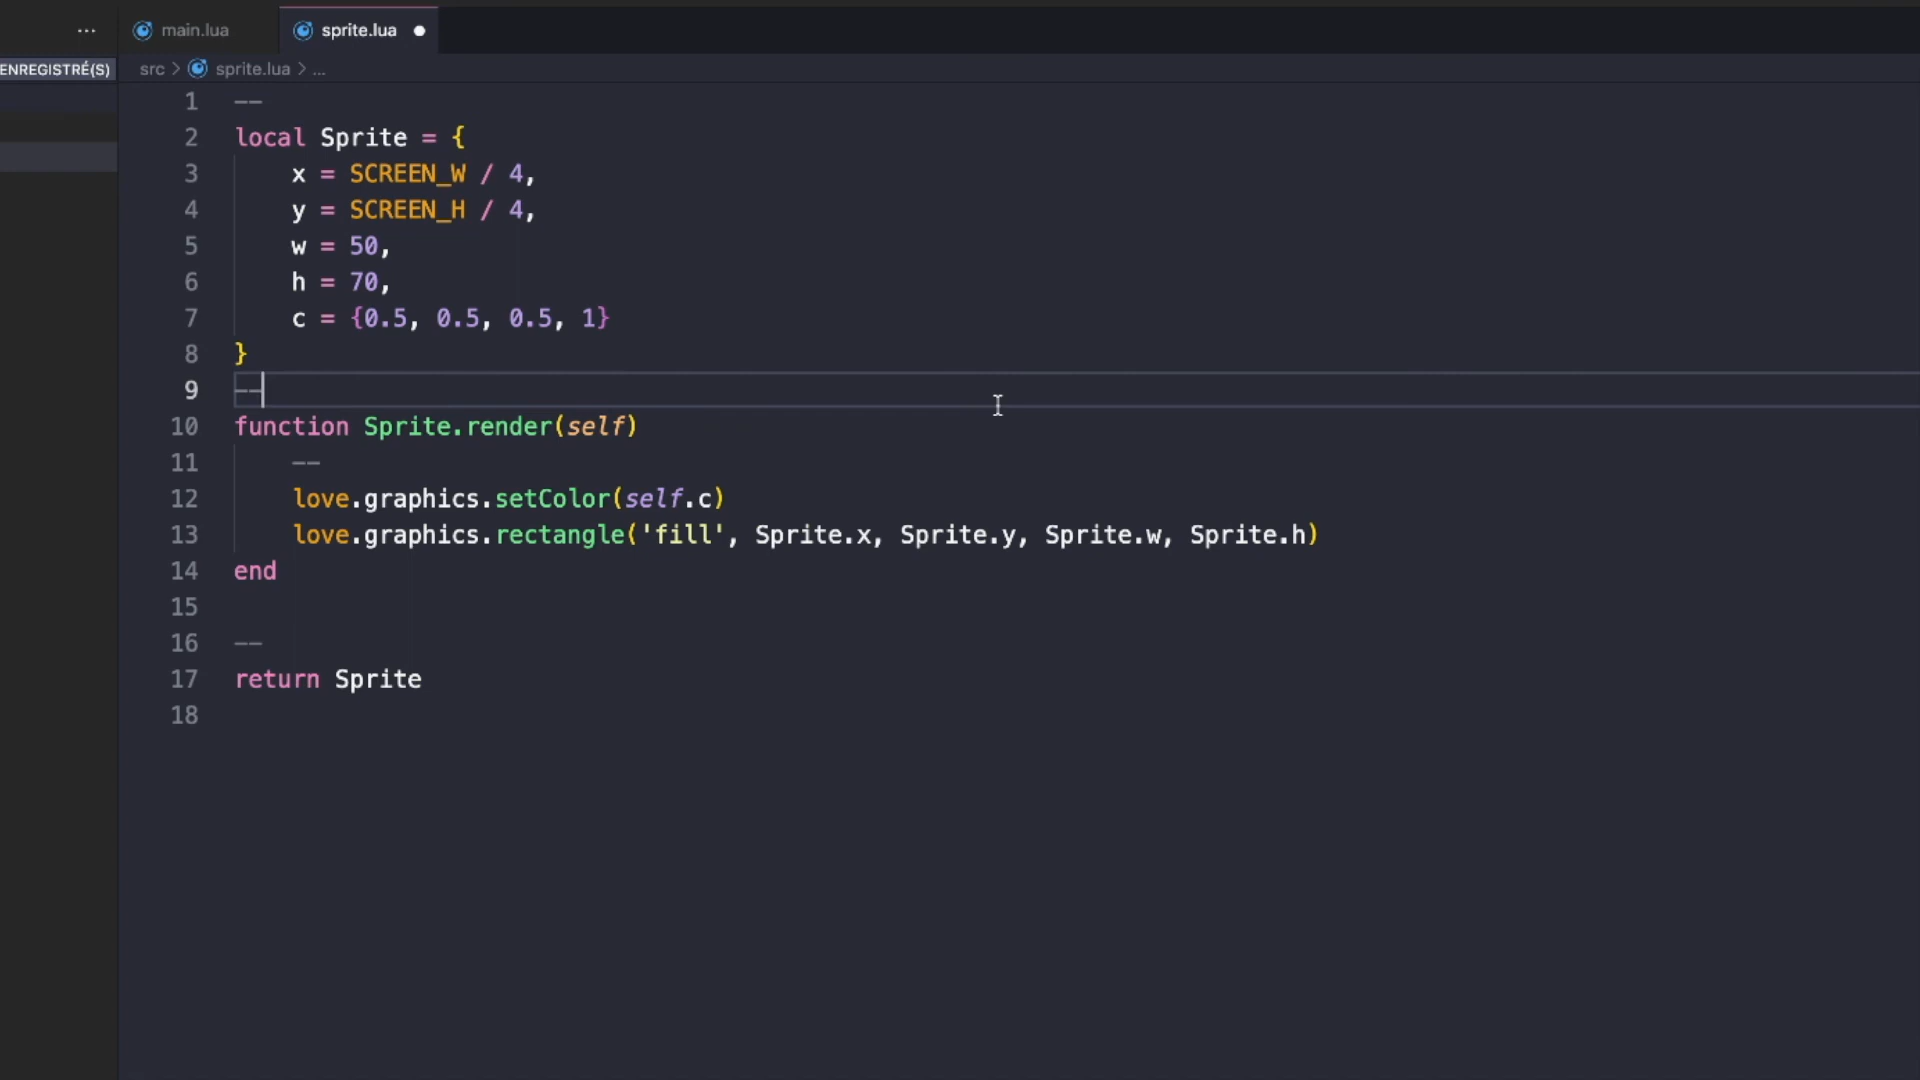 ... main.lua sprite.lua
ENREGISTRÉ(S) src > sprite.lua > ...
1 --
2 local Sprite = {
3     x = SCREEN_W / 4,
4     y = SCREEN_H / 4,
5     w = 50,
6     h = 70,
7     c = {0.5, 0.5, 0.5, 1}
8 }
9 --
10 function Sprite.render(self)
11     --
12     love.graphics.setColor(self.c)
13     love.graphics.rectangle('fill', Sprite.x, Sprite.y, Sprite.w, Sprite.h)
14 end
15
16 --
17 return Sprite
18